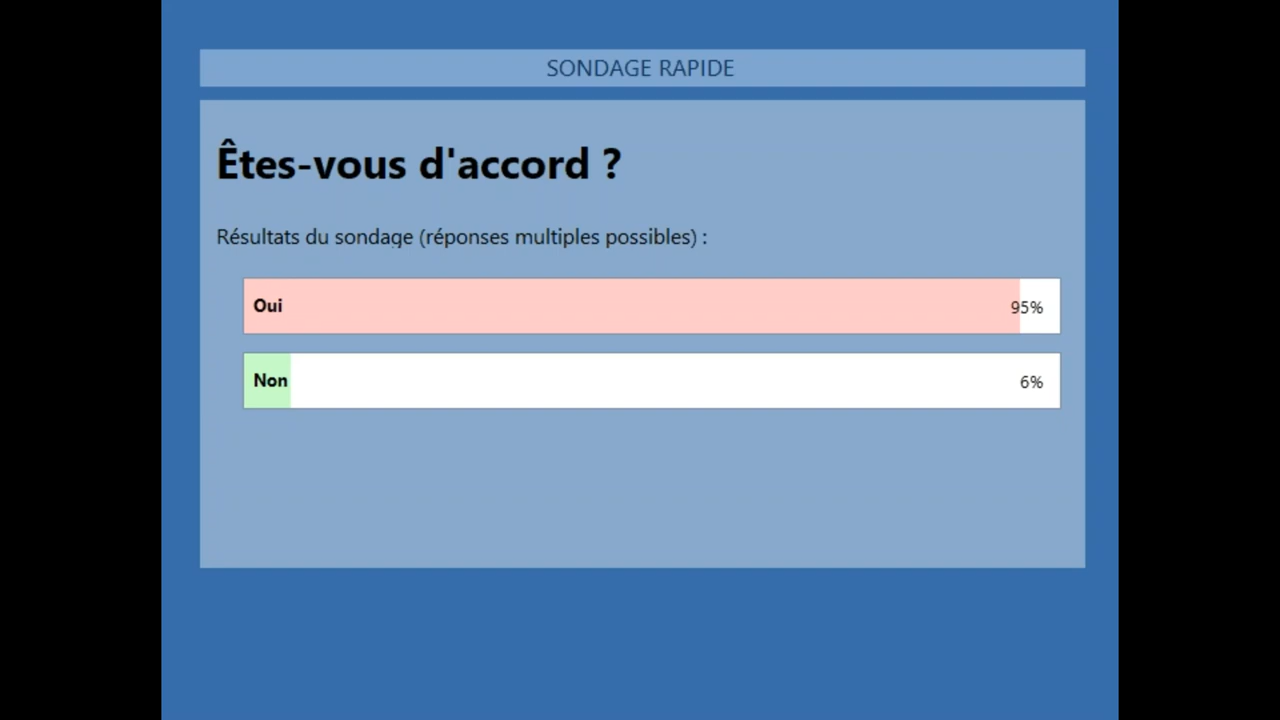 SONDAGE RAPIDE
Êtes-vous d'accord ?
Résultats du sondage (réponses multiples possibles) :
Oui 95%
Non 6%